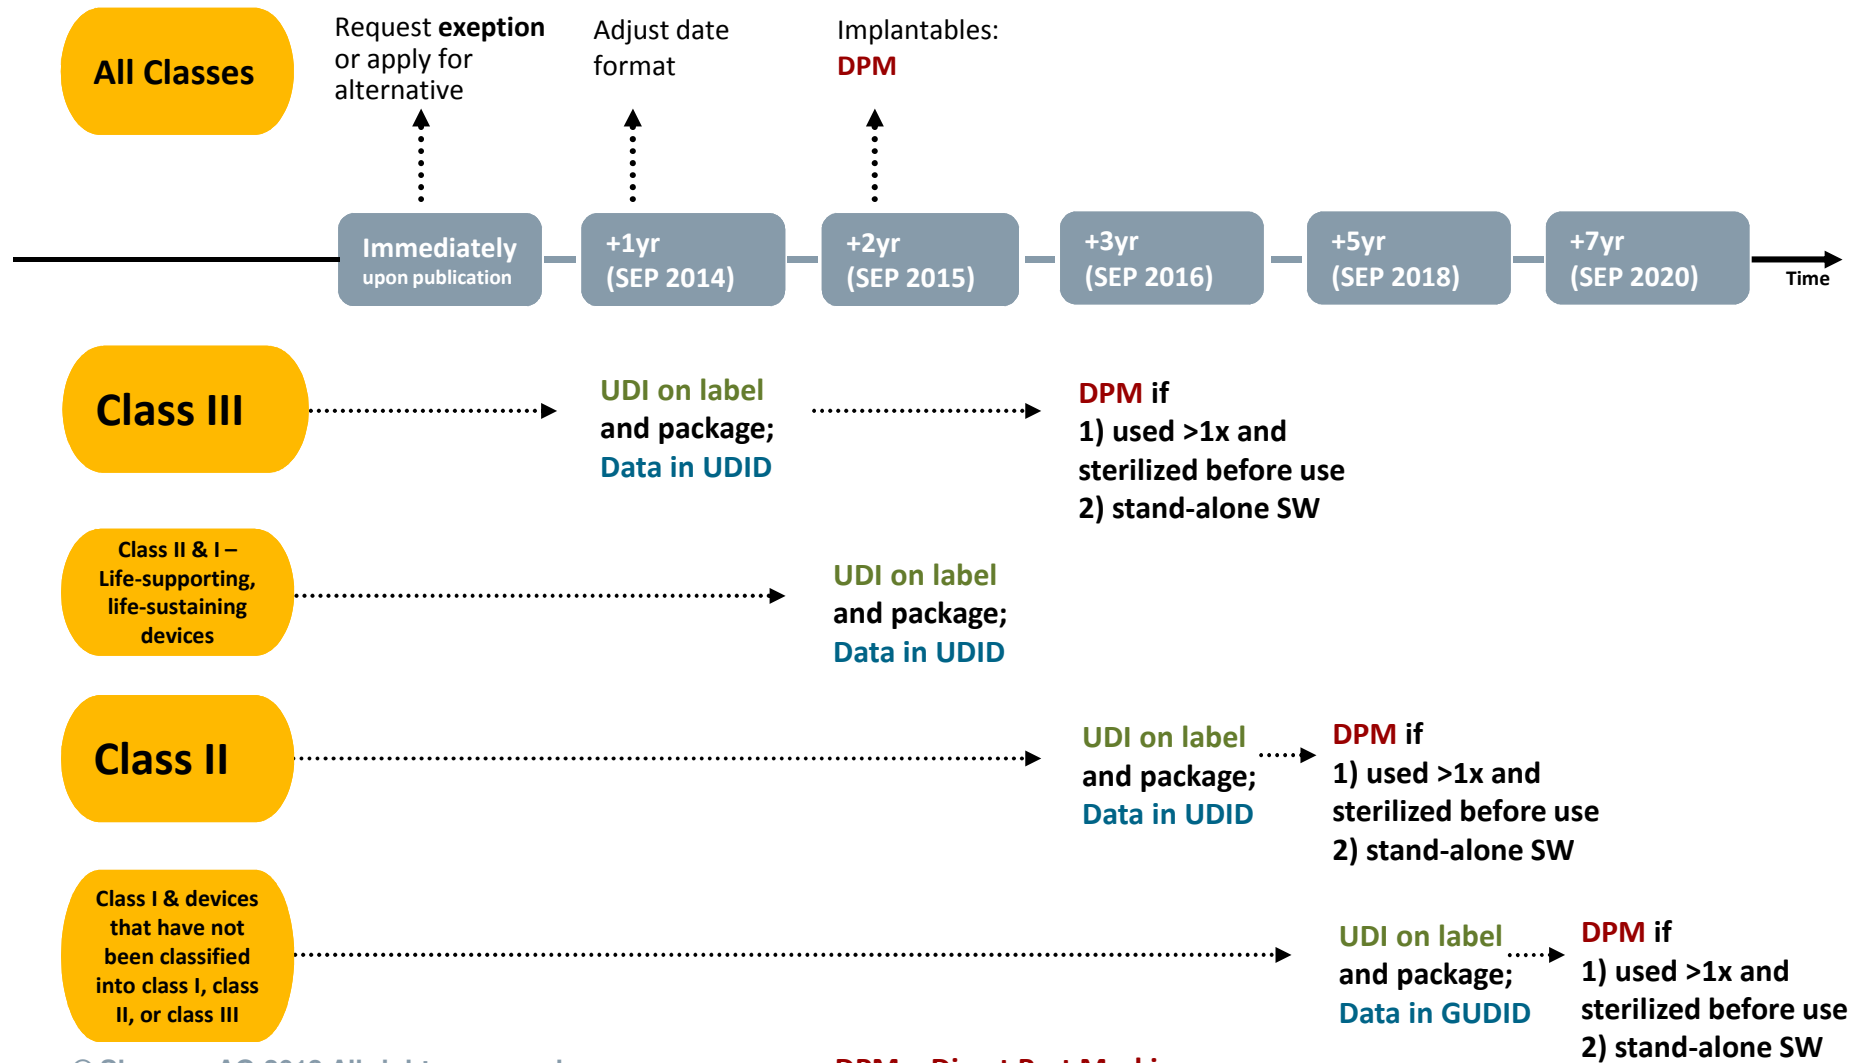 All Classes
Request exeption
or apply for
alternative
Adjust date
format
Implantables:
DPM
Immediately
upon publication
+1yr
(SEP 2014)
+2yr
(SEP 2015)
+3yr
(SEP 2016)
+5yr
(SEP 2018)
+7yr
(SEP 2020)
Time
Class III
UDI on label
and package;
Data in UDID
DPM if
1) used >1x and
sterilized before use
2) stand-alone SW
Class II & I –
Life-supporting,
life-sustaining
devices
UDI on label
and package;
Data in UDID
Class II
UDI on label
and package;
Data in UDID
DPM if
1) used >1x and
sterilized before use
2) stand-alone SW
Class I & devices
that have not
been classified
into class I, class
II, or class III
UDI on label
and package;
Data in GUDID
DPM if
1) used >1x and
sterilized before use
2) stand-alone SW